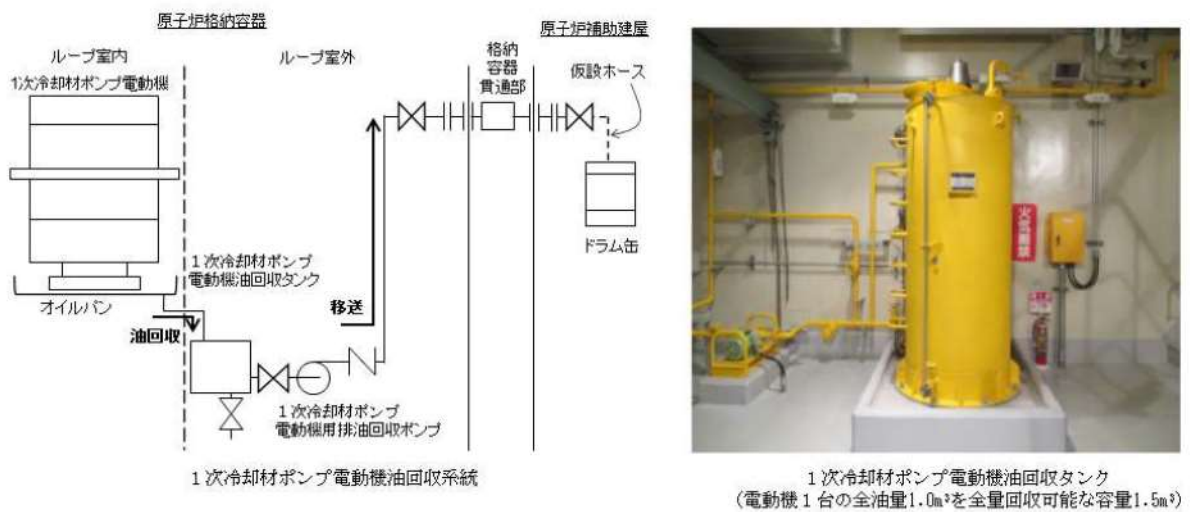 原子炉格納容器
原子炉補助建屋
ループ室内
ループ室外
1次冷却材ポンプ電動機
格納
容器
貫通部
仮設ホース
ドラム缶
1次冷却材ポンプ
電動機油回収タンク
オイルパン
油回収
移送
1次冷却材ポンプ
電動機用排油回収ポンプ
1次冷却材ポンプ電動機油回収系統
火気厳禁
1次冷却材ポンプ電動機油回収タンク
（電動機1台の全油量1.0m³を全量回収可能な容量1.5m³）